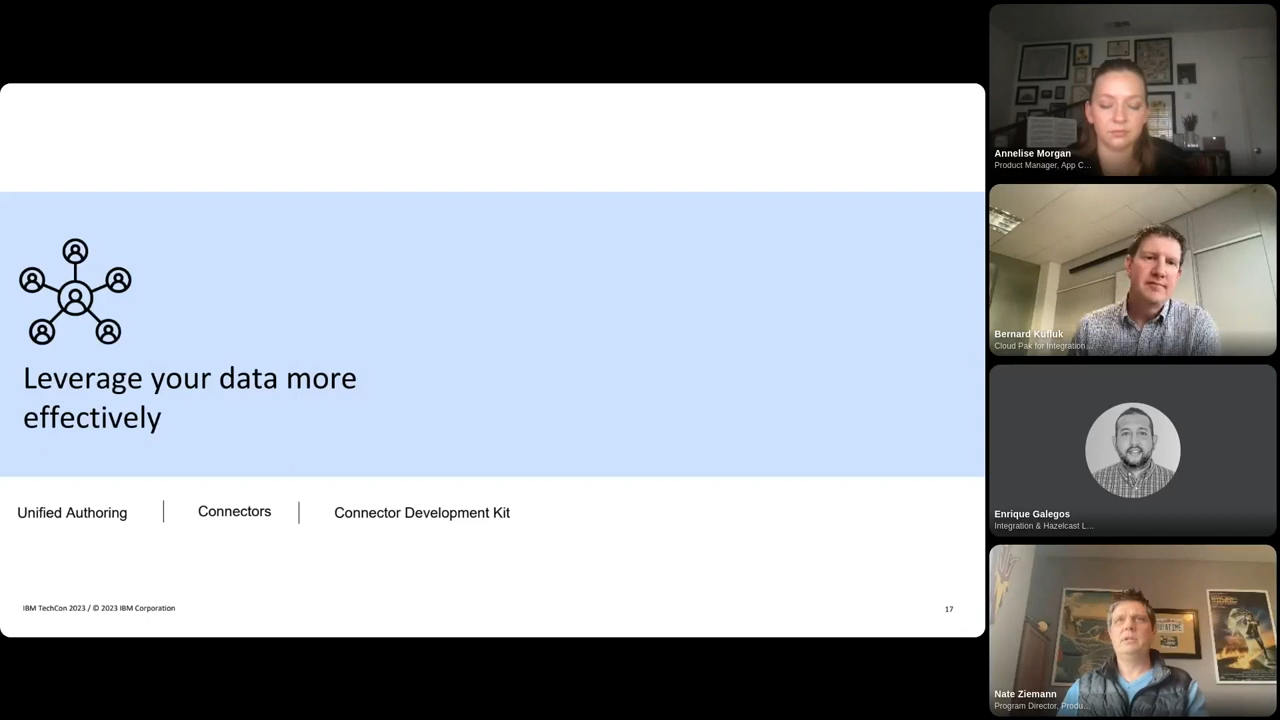 Leverage your data more
effectively
Unified Authoring | Connectors | Connector Development Kit
IBM TechCon 2023 / © 2023 IBM Corporation
17
Annelise Morgan
Product Manager, App C...
Bernard Kufluk
Cloud Pak for Integration...
Enrique Galegos
Integration & Hazelcast L...
Nate Ziemann
Program Director, Produ...